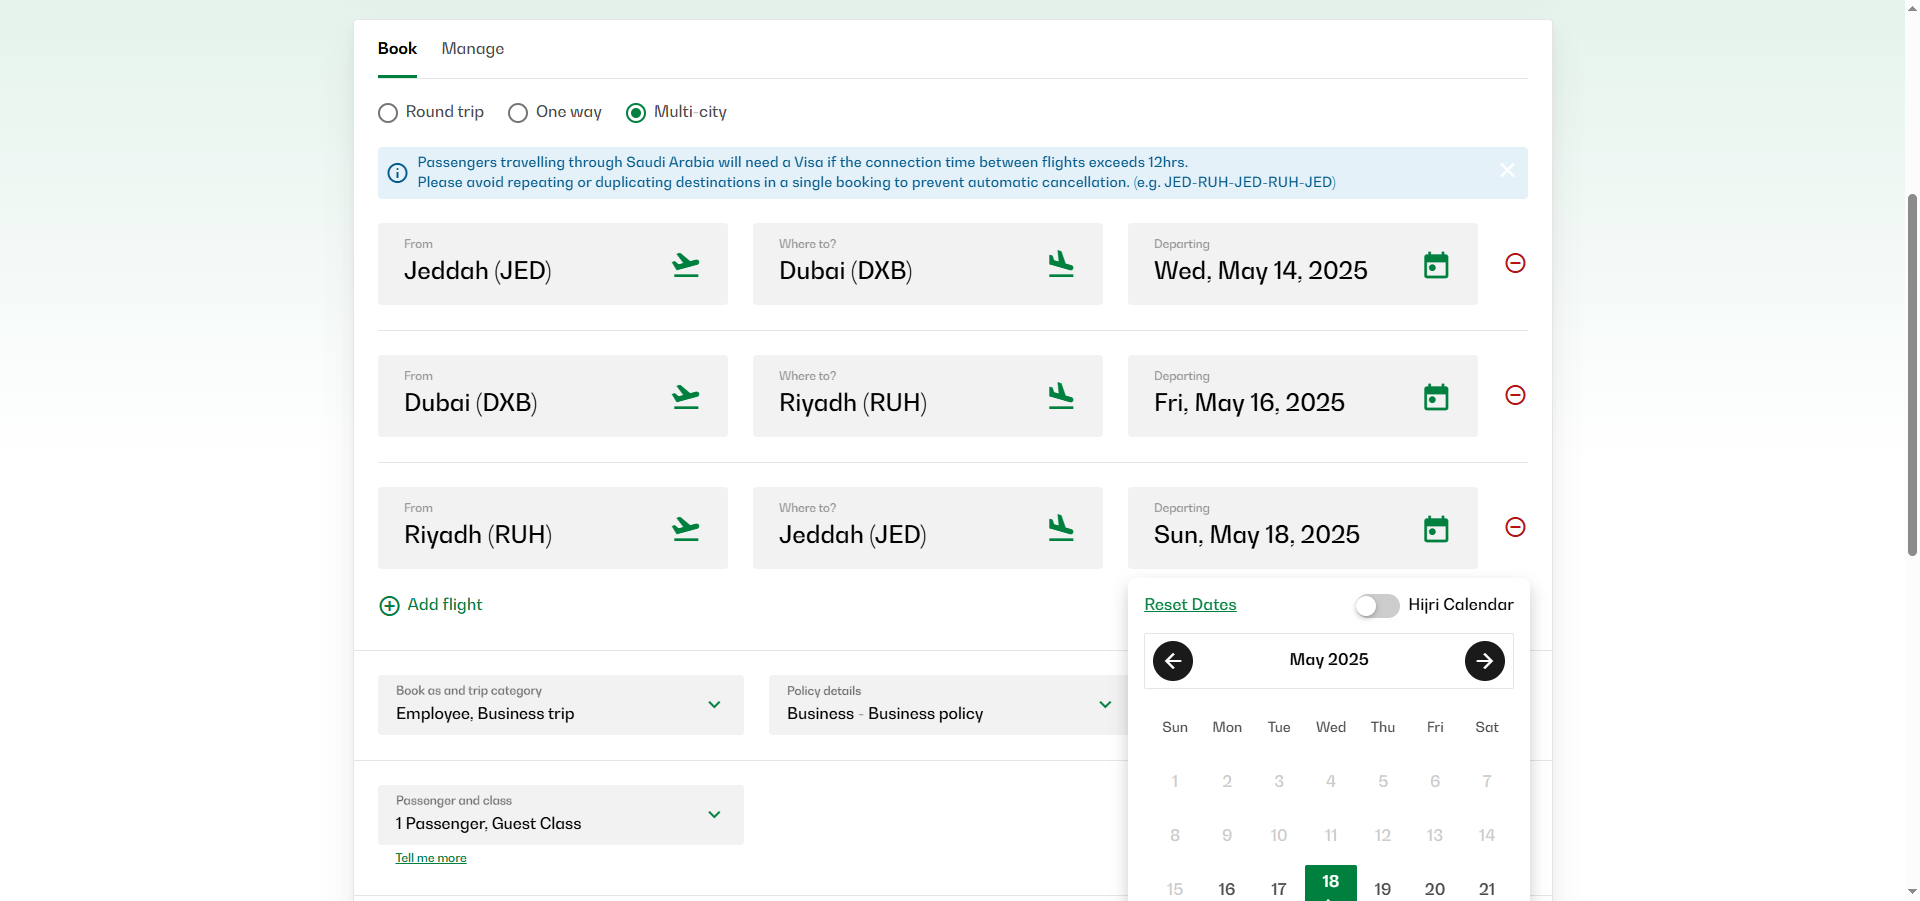 Book Manage
Round trip One way Multi-city
Passengers travelling through Saudi Arabia will need a Visa if the connection time between flights exceeds 12hrs.
Please avoid repeating or duplicating destinations in a single booking to prevent automatic cancellation. (e.g. JED-RUH-JED-RUH-JED)
From Where to? Departing
Jeddah (JED) Dubai (DXB) Wed, May 14, 2025
From Where to? Departing
Dubai (DXB) Riyadh (RUH) Fri, May 16, 2025
From Where to? Departing
Riyadh (RUH) Jeddah (JED) Sun, May 18, 2025
Add flight
Reset Dates Hijri Calendar
May 2025
Sun Mon Tue Wed Thu Fri Sat
1 2 3 4 5 6 7
8 9 10 11 12 13 14
15 16 17 18 19 20 21
Book as and trip category
Employee, Business trip
Policy details
Business - Business policy
Passenger and class
1 Passenger, Guest Class
Tell me more